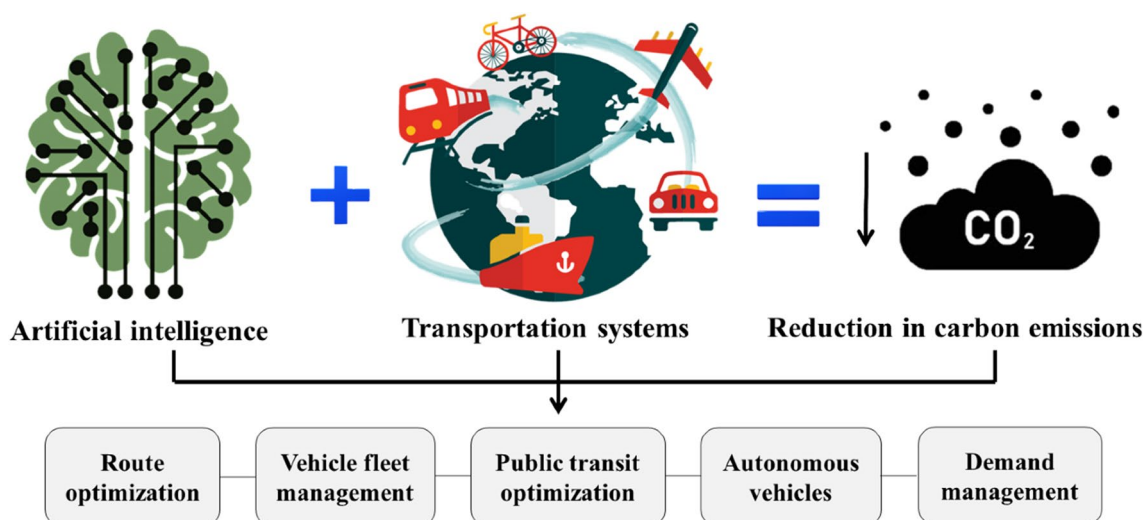 CO₂
Artificial intelligence
Transportation systems
Reduction in carbon emissions
Route
optimization
Vehicle fleet
management
Public transit
optimization
Autonomous
vehicles
Demand
management